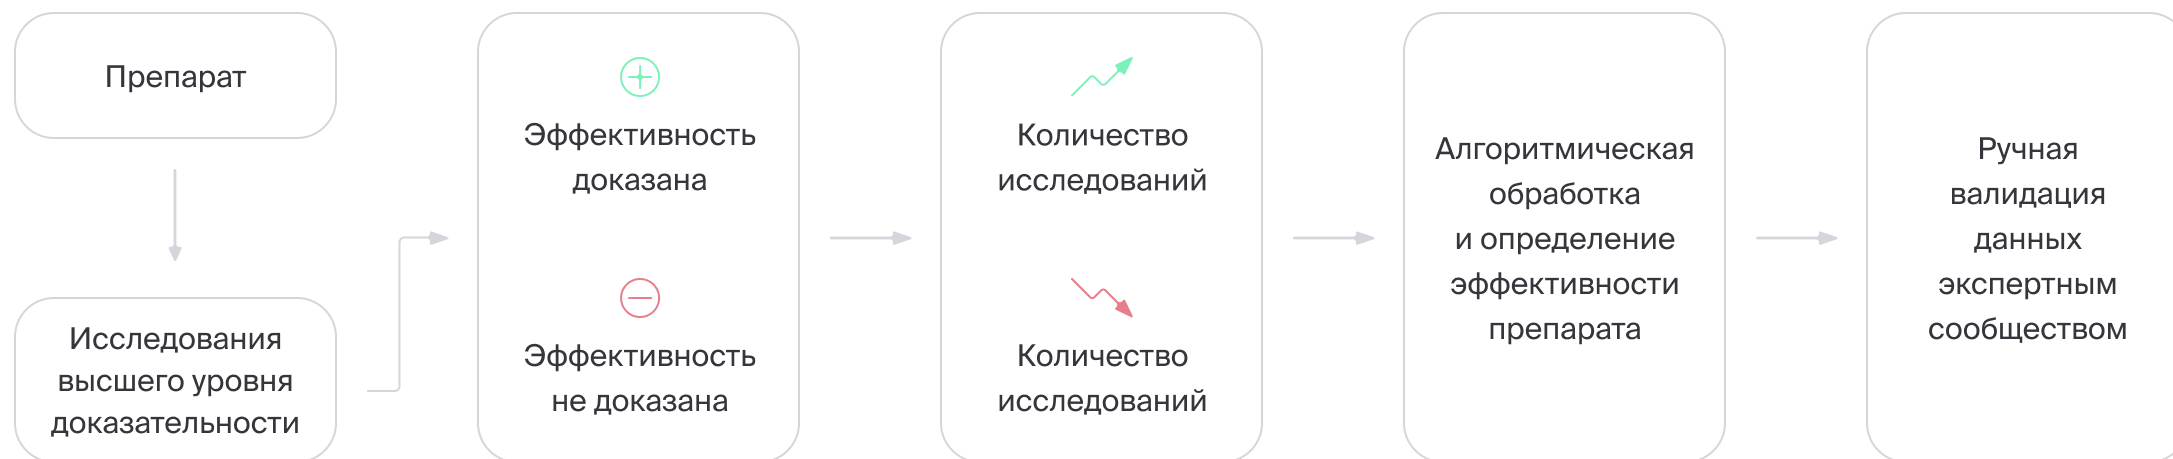 Препарат
Исследования
высшего уровня
доказательности
Эффективность
доказана
Эффективность
не доказана
Количество
исследований
Количество
исследований
Алгоритмическая
обработка
и определение
эффективности
препарата
Ручная
валидация
данных
экспертным
сообществом